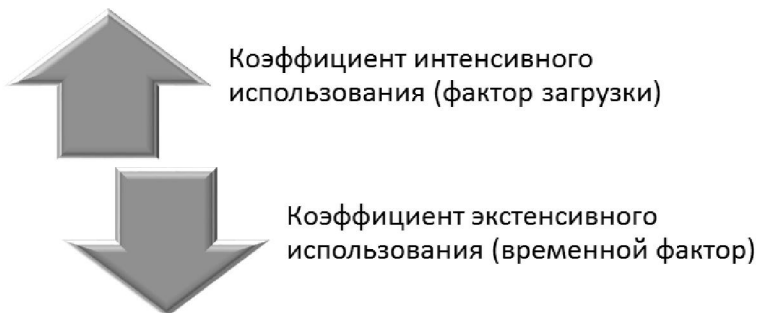 Коэффициент интенсивного
использования (фактор загрузки)
Коэффициент экстенсивного
использования (временной фактор)